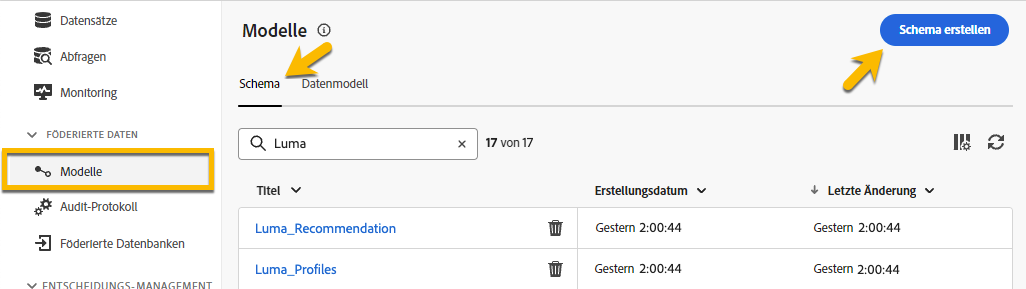 Datensätze
Abfragen
Monitoring
FÖDERIERTE DATEN
Modelle
Audit-Protokoll
Föderierte Datenbanken
ENTSCHEIDUNGS-MANAGEMENT
Modelle
Schema erstellen
Schema Datenmodell
Luma 17 von 17
Titel Erstellungsdatum Letzte Änderung
Luma_Recommendation Gestern 2:00:44 Gestern 2:00:44
Luma_Profiles Gestern 2:00:44 Gestern 2:00:44